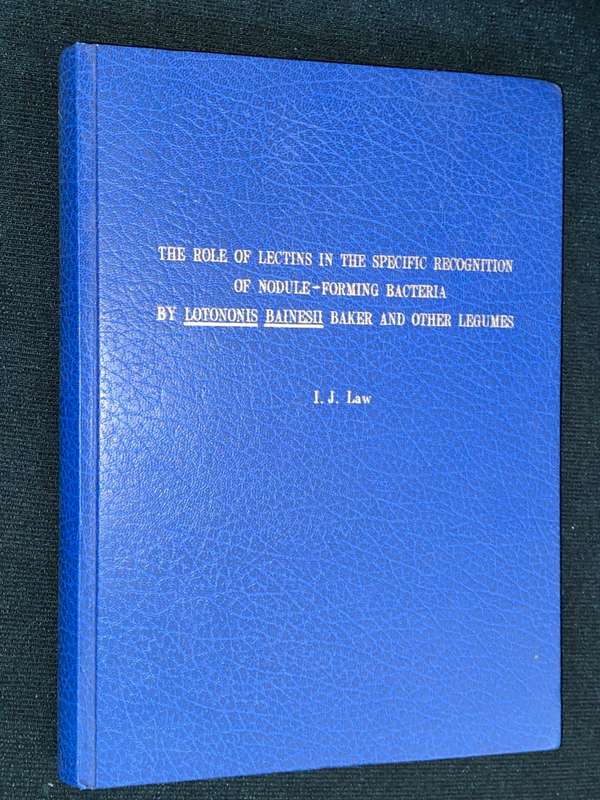 THE ROLE OF LECTINS IN THE SPECIFIC RECOGNITION
OF NODULE-FORMING BACTERIA
BY LOTONONIS BAINESII BAKER AND OTHER LEGUMES
I. J. Law